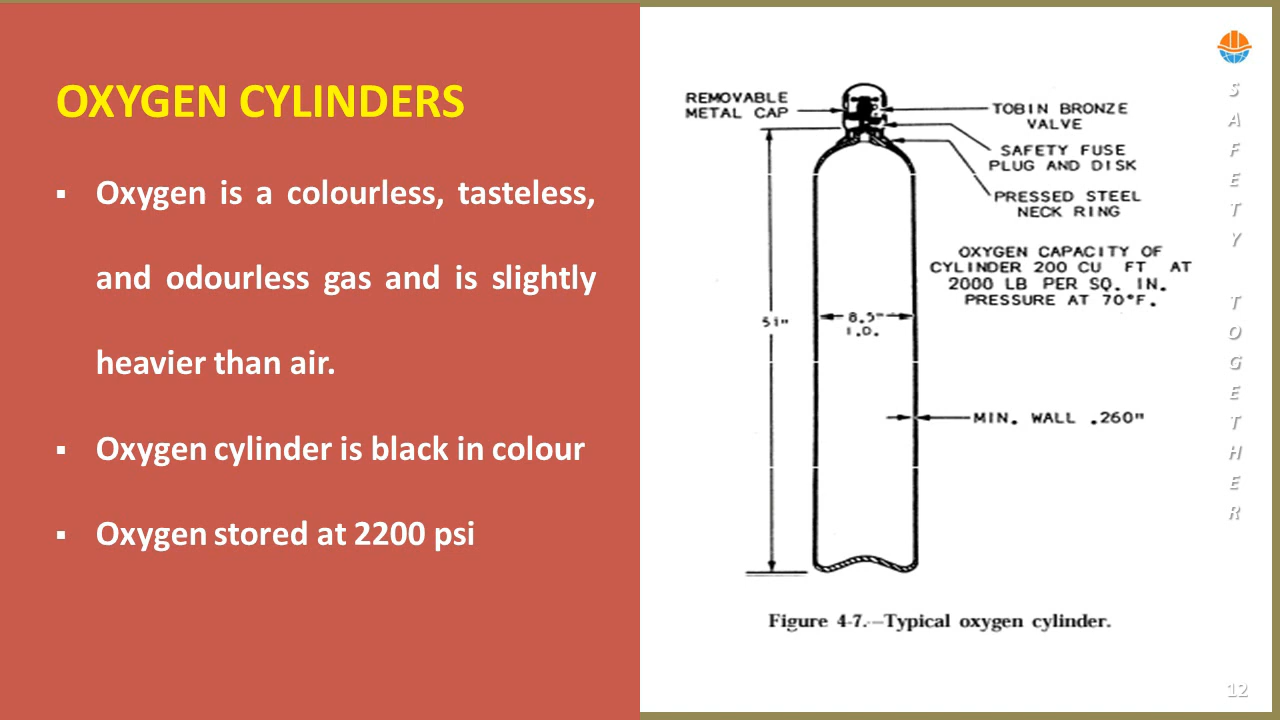 OXYGEN CYLINDERS
▪ Oxygen is a colourless, tasteless,
and odourless gas and is slightly
heavier than air.
▪ Oxygen cylinder is black in colour
▪ Oxygen stored at 2200 psi
REMOVABLE
METAL CAP
TOBIN BRONZE
VALVE
SAFETY FUSE
PLUG AND DISK
PRESSED STEEL
NECK RING
OXYGEN CAPACITY OF
CYLINDER 200 CU FT AT
2000 LB PER SQ. IN.
PRESSURE AT 70°F.
51"
8.5"
I.D.
MIN. WALL .260"
Figure 4-7.—Typical oxygen cylinder.
SAFETY TOGETHER
12